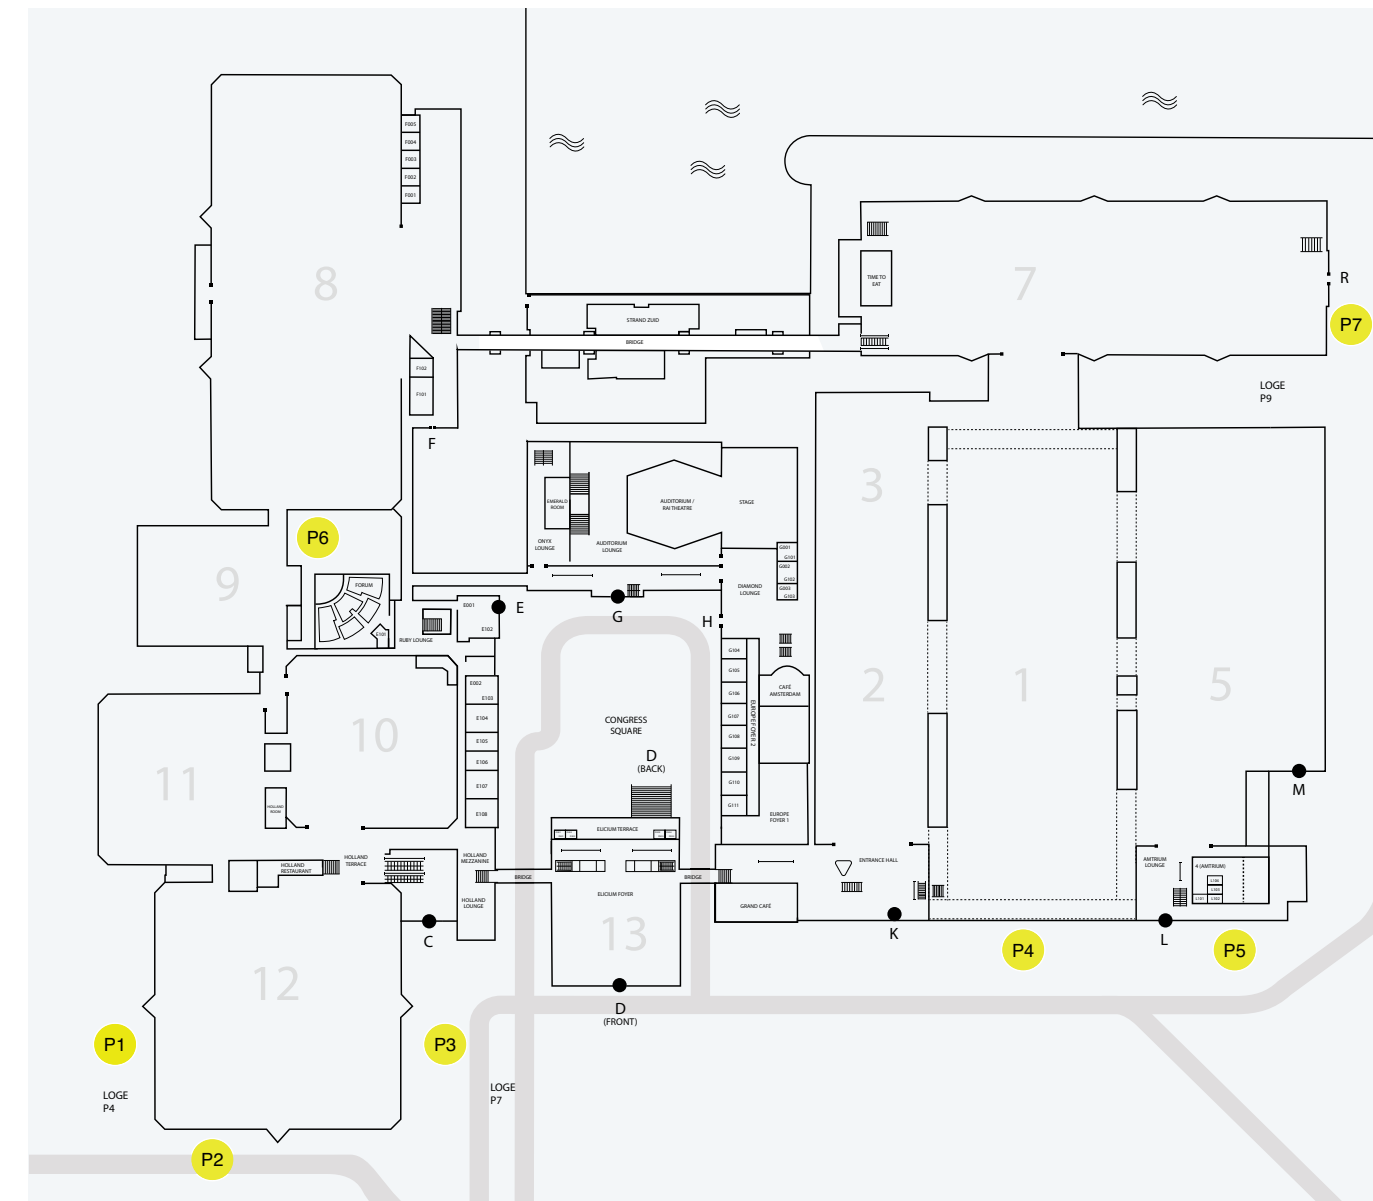 F005
F004
F003
F002
F001
8
7
TIME TO
EAT
R
P7
STRAND ZUID
BRIDGE
F102
F101
LOGE
P9
F
3
EMERALD
ROOM
AUDITORIUM /
RAI THEATRE
STAGE
ONYX
LOUNGE
AUDITORIUM
LOUNGE
G001
G101
G002
G102
G003
G103
P6
9
FORUM
DIAMOND
LOUNGE
E001
E
G
H
E102
E101
RUBY LOUNGE
G104
G105
G106
G107
G108
G109
G110
G111
EUROPE FOYER 2
CAFÉ
AMSTERDAM
2
1
5
E002
E103
E104
E105
E106
E107
E108
10
11
CONGRESS
SQUARE
D
(BACK)
M
HOLLAND
ROOM
EUROPE
FOYER 1
ELICIUM TERRACE
HOLLAND
TERRACE
HOLLAND
MEZZANINE
HOLLAND
RESTAURANT
BRIDGE
ELICIUM FOYER
BRIDGE
ENTRANCE HALL
AMTRIUM
LOUNGE
4 (AMTRIUM)
L104
L103
L101
L102
HOLLAND
LOUNGE
GRAND CAFÉ
13
C
K
L
P4
P5
12
D
(FRONT)
P1
P3
LOGE
P4
LOGE
P7
P2